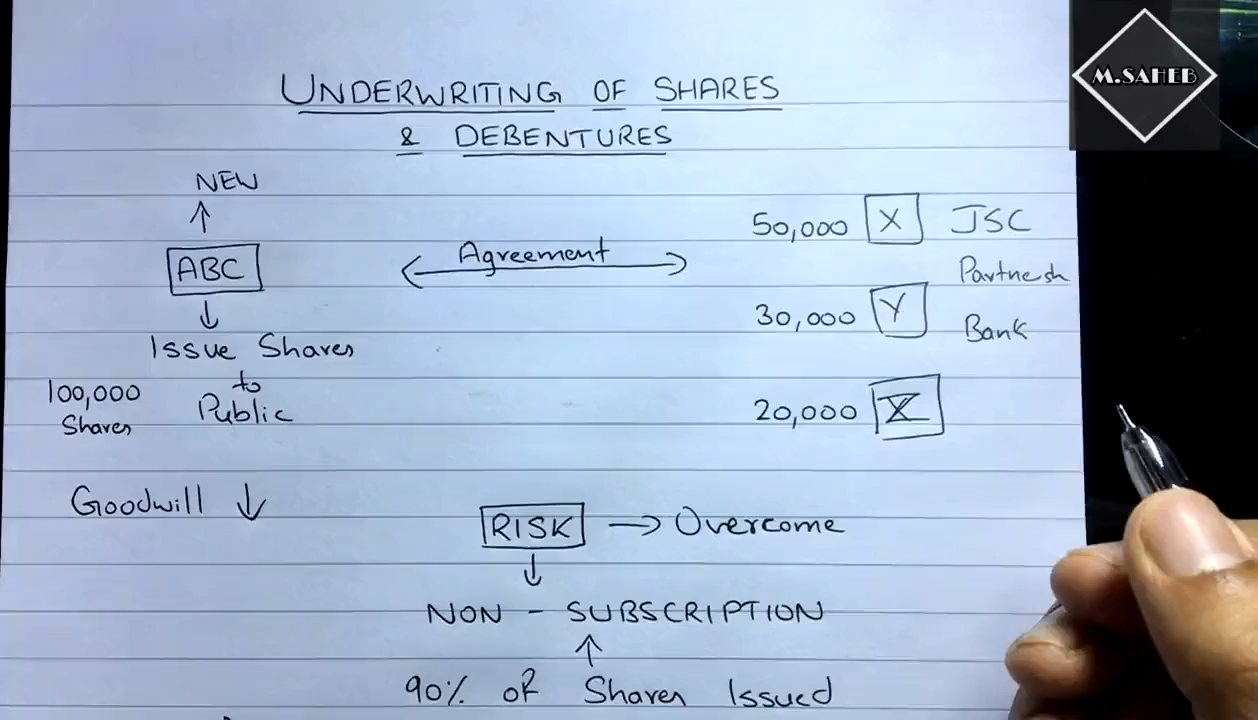 M.SAHEB
UNDERWRITING OF SHARES
& DEBENTURES
NEW
ABC
Issue Shares
to
Public
100,000
Shares
Goodwill ↓
Agreement
50,000 X JSC
Partnesh
30,000 Y Bank
20,000
RISK → Overcome
NON - SUBSCRIPTION
90% of Shares Issued